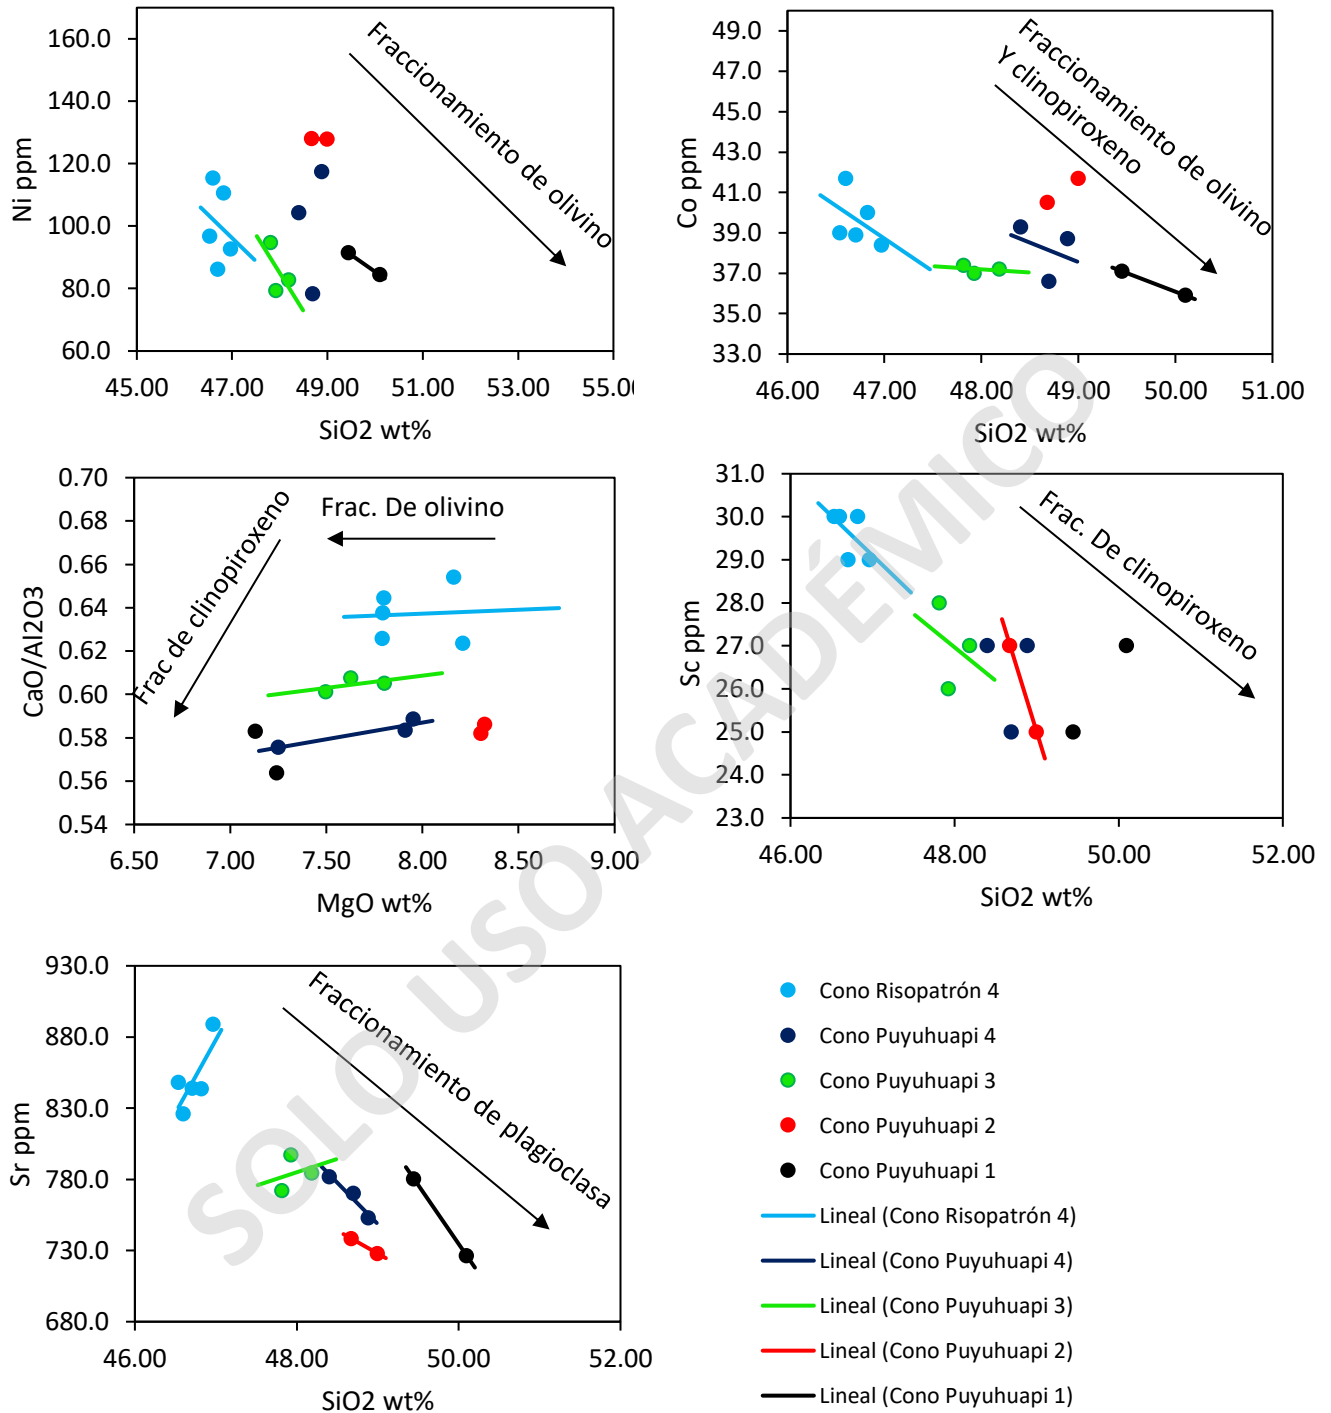 160.0
140.0
120.0
100.0
80.0
60.0
45.00 47.00 49.00 51.00 53.00 55.00
Ni ppm
SiO2 wt%
Fraccionamiento de olivino
49.0
47.0
45.0
43.0
41.0
39.0
37.0
35.0
33.0
46.00 47.00 48.00 49.00 50.00 51.00
Co ppm
SiO2 wt%
Fraccionamiento de olivino
Y clinopiroxeno
0.70
0.68
0.66
0.64
0.62
0.60
0.58
0.56
0.54
6.50 7.00 7.50 8.00 8.50 9.00
CaO/Al2O3
MgO wt%
Frac de clinopiroxeno
Frac. De olivino
31.0
30.0
29.0
28.0
27.0
26.0
25.0
24.0
23.0
46.00 48.00 50.00 52.00
Sc ppm
SiO2 wt%
Frac. De clinopiroxeno
930.0
880.0
830.0
780.0
730.0
680.0
46.00 48.00 50.00 52.00
Sr ppm
SiO2 wt%
Fraccionamiento de plagioclasa
Cono Risopatrón 4
Cono Puyuhuapi 4
Cono Puyuhuapi 3
Cono Puyuhuapi 2
Cono Puyuhuapi 1
Lineal (Cono Risopatrón 4)
Lineal (Cono Puyuhuapi 4)
Lineal (Cono Puyuhuapi 3)
Lineal (Cono Puyuhuapi 2)
Lineal (Cono Puyuhuapi 1)
SOLO USO ACADÉMICO